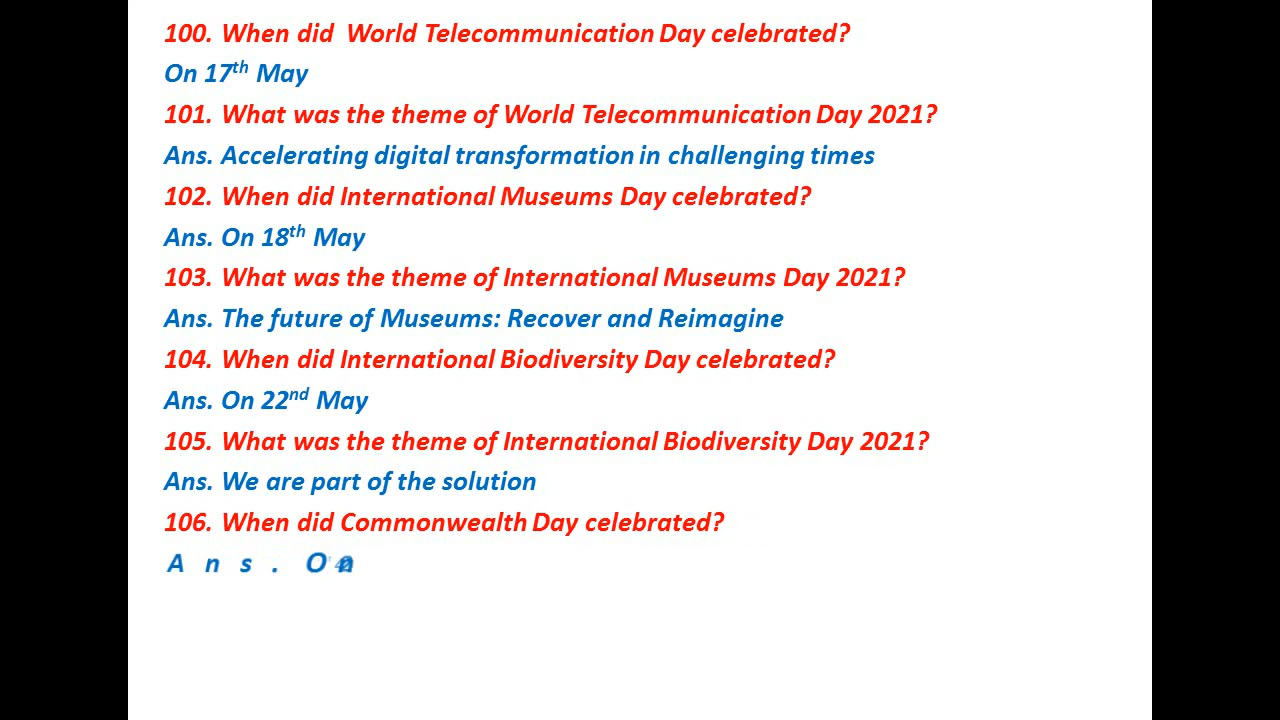 100. When did World Telecommunication Day celebrated?
On 17th May
101. What was the theme of World Telecommunication Day 2021?
Ans. Accelerating digital transformation in challenging times
102. When did International Museums Day celebrated?
Ans. On 18th May
103. What was the theme of International Museums Day 2021?
Ans. The future of Museums: Recover and Reimagine
104. When did International Biodiversity Day celebrated?
Ans. On 22nd May
105. What was the theme of International Biodiversity Day 2021?
Ans. We are part of the solution
106. When did Commonwealth Day celebrated?
Ans. On